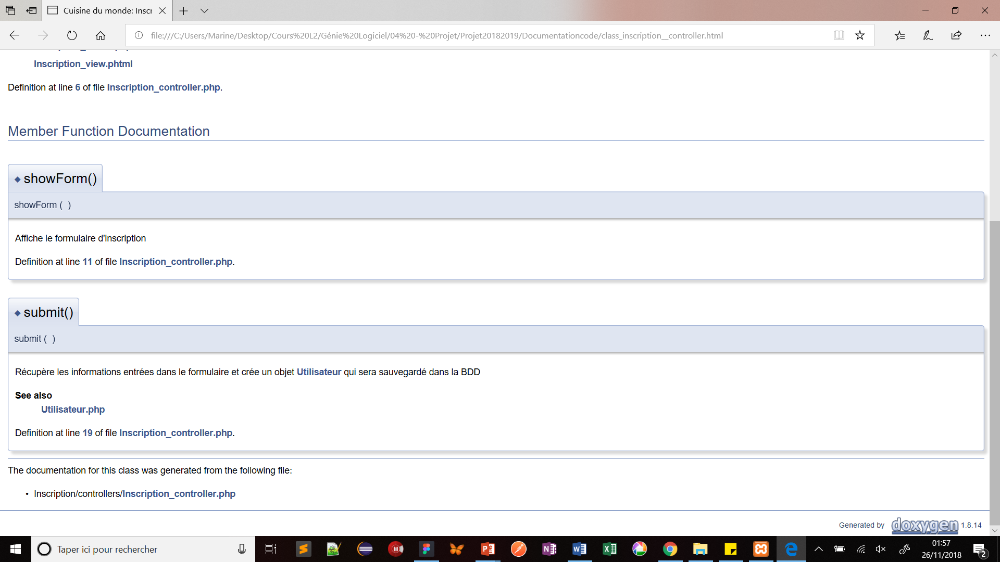 Cuisine du monde: Inscr
file:///C:/Users/Marine/Desktop/Cours%20L2/Génie%20Logiciel/04%20-%20Projet/Projet20182019/Documentationcode/class_inscription__controller.html
Inscription_view.phtml
Definition at line 6 of file Inscription_controller.php.
Member Function Documentation
◆ showForm()
showForm ( )
Affiche le formulaire d'inscription
Definition at line 11 of file Inscription_controller.php.
◆ submit()
submit ( )
Récupère les informations entrées dans le formulaire et crée un objet Utilisateur qui sera sauvegardé dans la BDD
See also
Utilisateur.php
Definition at line 19 of file Inscription_controller.php.
The documentation for this class was generated from the following file:
• Inscription/controllers/Inscription_controller.php
Generated by doxygen 1.8.14
Taper ici pour rechercher
01:57
26/11/2018
2